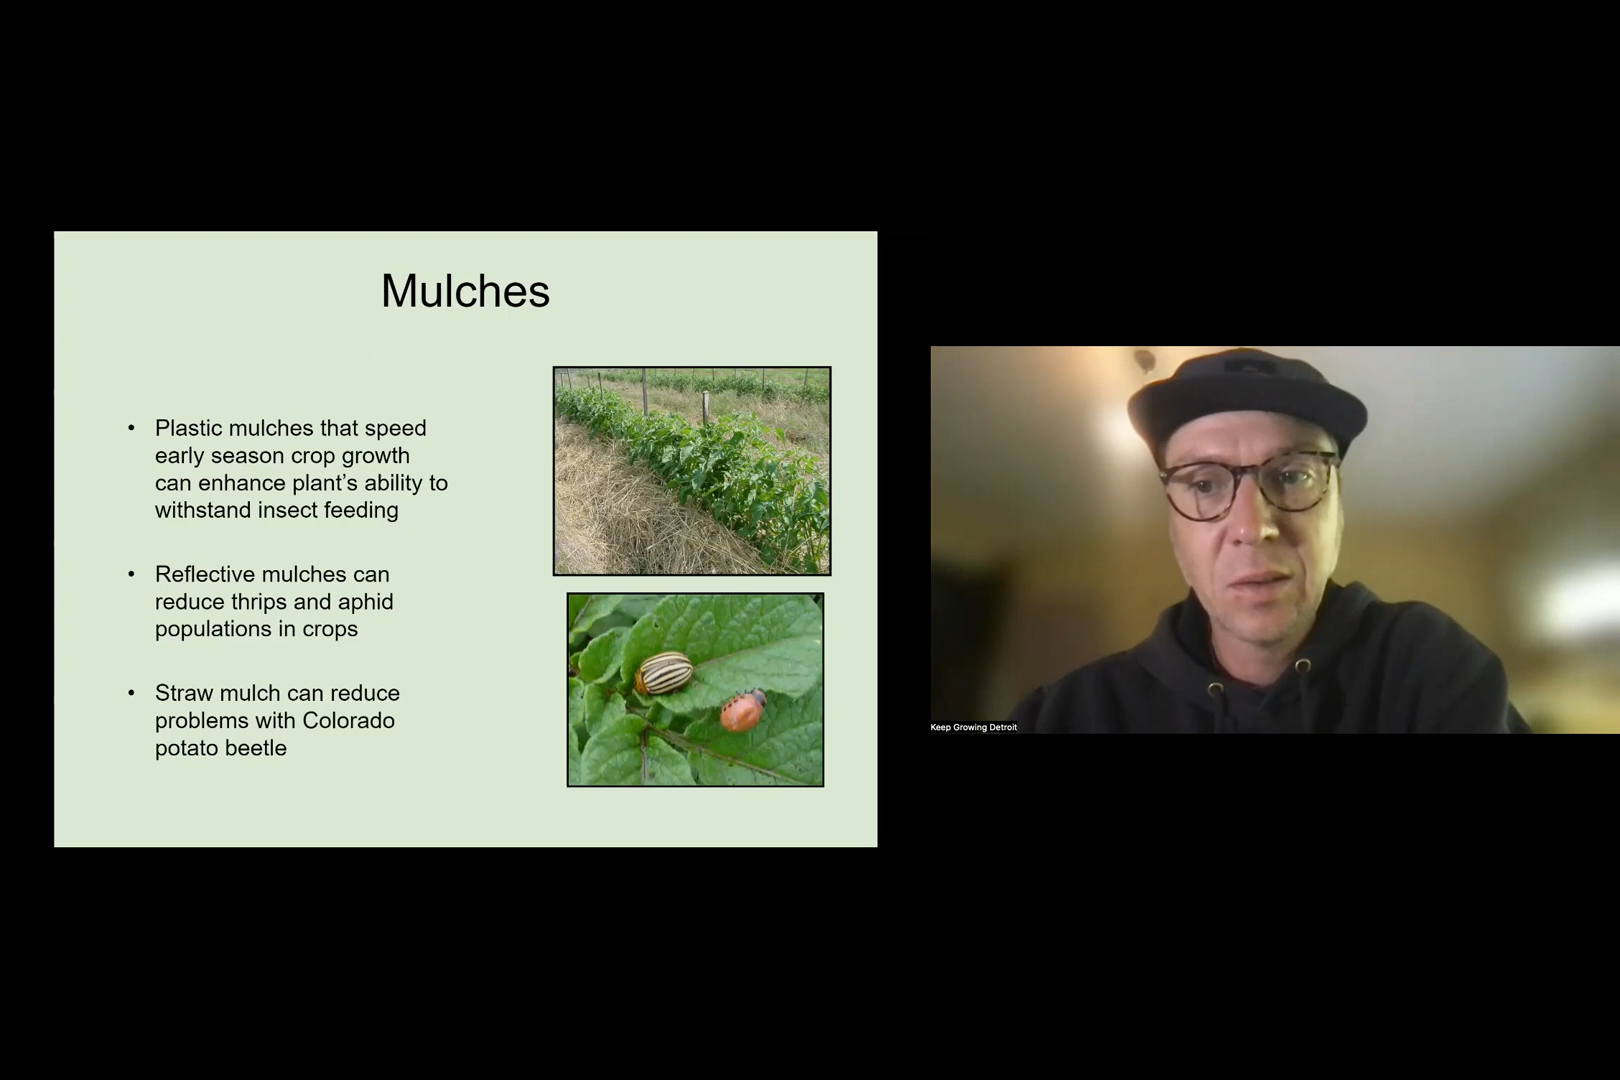 Mulches
• Plastic mulches that speed
early season crop growth
can enhance plant’s ability to
withstand insect feeding
• Reflective mulches can
reduce thrips and aphid
populations in crops
• Straw mulch can reduce
problems with Colorado
potato beetle
Keep Growing Detroit